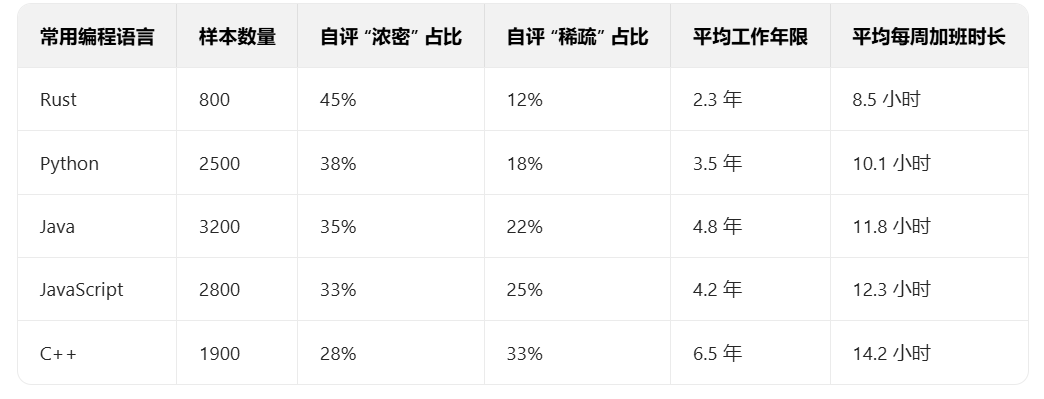 常用编程语言 样本数量 自评 “浓密” 占比 自评 “稀疏” 占比 平均工作年限 平均每周加班时长
Rust 800 45% 12% 2.3 年 8.5 小时
Python 2500 38% 18% 3.5 年 10.1 小时
Java 3200 35% 22% 4.8 年 11.8 小时
JavaScript 2800 33% 25% 4.2 年 12.3 小时
C++ 1900 28% 33% 6.5 年 14.2 小时